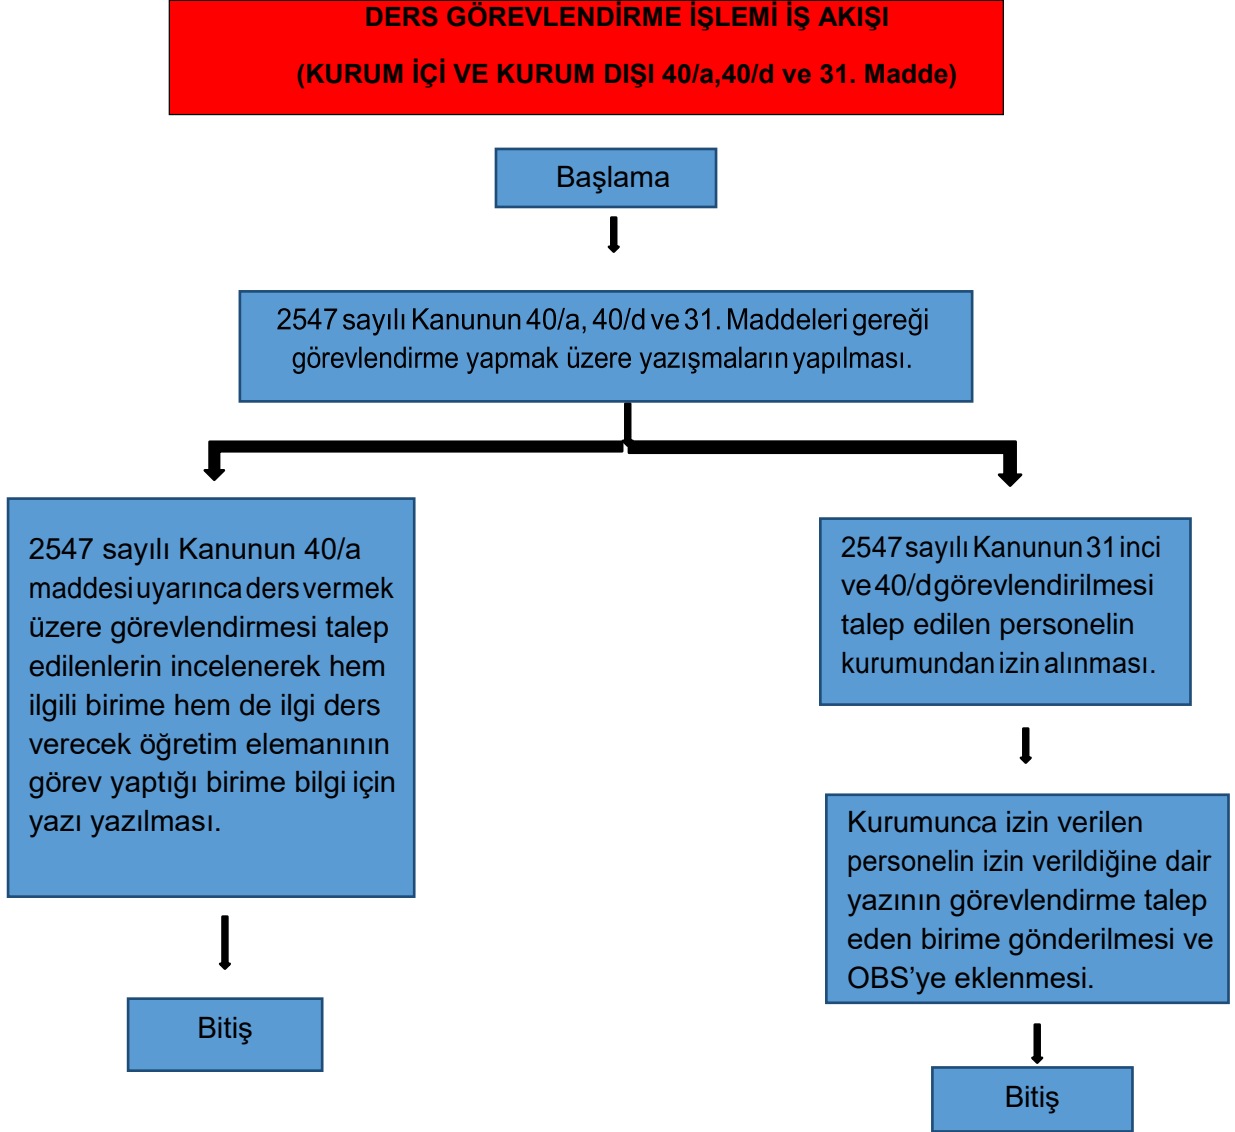 DERS GÖREVLENDİRME İŞLEMİ İŞ AKIŞI
(KURUM İÇİ VE KURUM DIŞI 40/a,40/d ve 31. Madde)
Başlama
2547 sayılı Kanunun 40/a, 40/d ve 31. Maddeleri gereği
görevlendirme yapmak üzere yazışmaların yapılması.
2547 sayılı Kanunun 40/a
maddesi uyarınca ders vermek
üzere görevlendirmesi talep
edilenlerin incelenerek hem
ilgili birime hem de ilgi ders
verecek öğretim elemanının
görev yaptığı birime bilgi için
yazı yazılması.
Bitiş
2547 sayılı Kanunun 31 inci
ve 40/d görevlendirilmesi
talep edilen personelin
kurumundan izin alınması.
Kurumunca izin verilen
personelin izin verildiğine dair
yazının görevlendirme talep
eden birime gönderilmesi ve
OBS’ye eklenmesi.
Bitiş